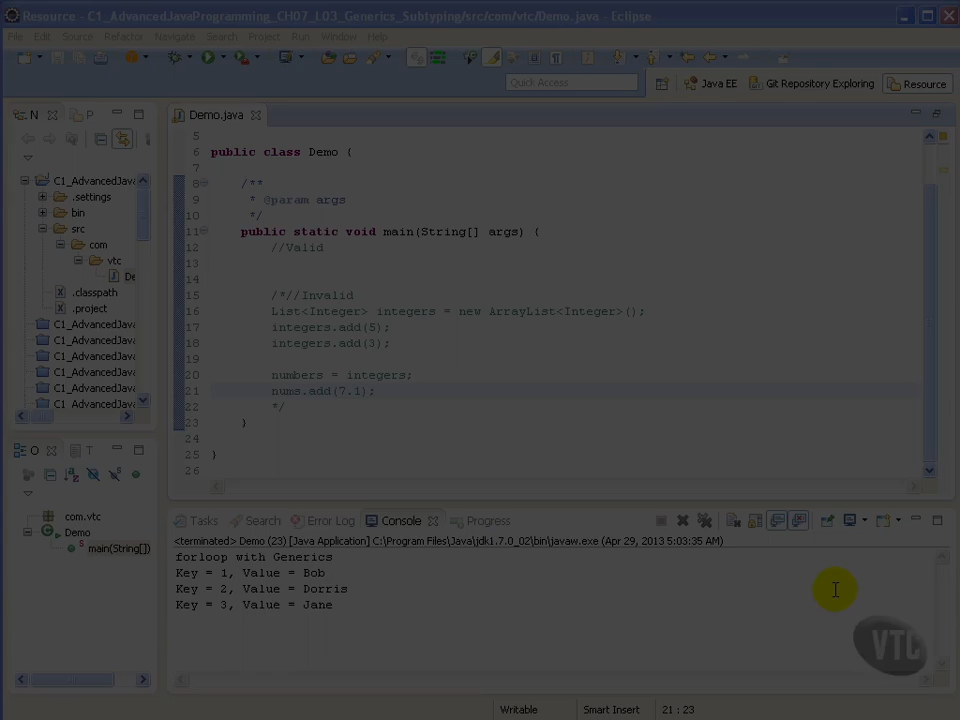 Resource - C1_AdvancedJavaProgramming_CH07_L03_Generics_Subtyping/src/com/vtc/Demo.java - Eclipse
File Edit Source Refactor Navigate Search Project Run Window Help
Quick Access
Java EE
Git Repository Exploring
Resource
N
P
Demo.java
C1_AdvancedJava
.settings
bin
src
com
vtc
De
.classpath
.project
C1_AdvancedJava
C1_AdvancedJava
C1_AdvancedJava
C1_AdvancedJava
C1_AdvancedJava
C1_AdvancedJava
5
6 public class Demo {
7
8 /**
9 * @param args
10 */
11 public static void main(String[] args) {
12 //Valid
13
14
15 /*//Invalid
16 List<Integer> integers = new ArrayList<Integer>();
17 integers.add(5);
18 integers.add(3);
19
20 numbers = integers;
21 nums.add(7.1);
22 */
23 }
24
25 }
26
O
T
com.vtc
Demo
S main(String[])
Tasks Search Error Log Console Progress
<terminated> Demo (23) [Java Application] C:\Program Files\Java\jdk1.7.0_02\bin\javaw.exe (Apr 29, 2013 5:03:35 AM)
forloop with Generics
Key = 1, Value = Bob
Key = 2, Value = Dorris
Key = 3, Value = Jane
VTC
Writable Smart Insert 21 : 23